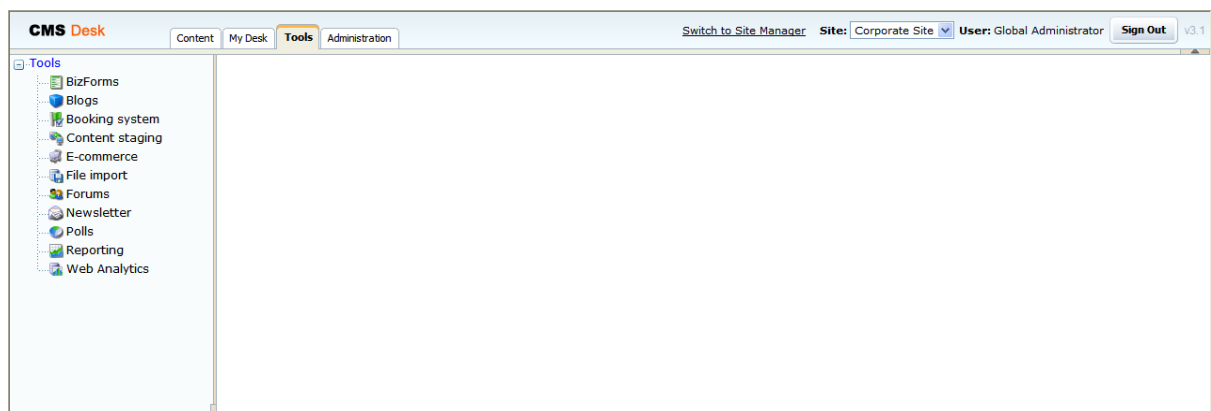 CMS Desk Content My Desk Tools Administration Switch to Site Manager Site: Corporate Site User: Global Administrator Sign Out v3.1
Tools
BizForms
Blogs
Booking system
Content staging
E-commerce
File import
Forums
Newsletter
Polls
Reporting
Web Analytics